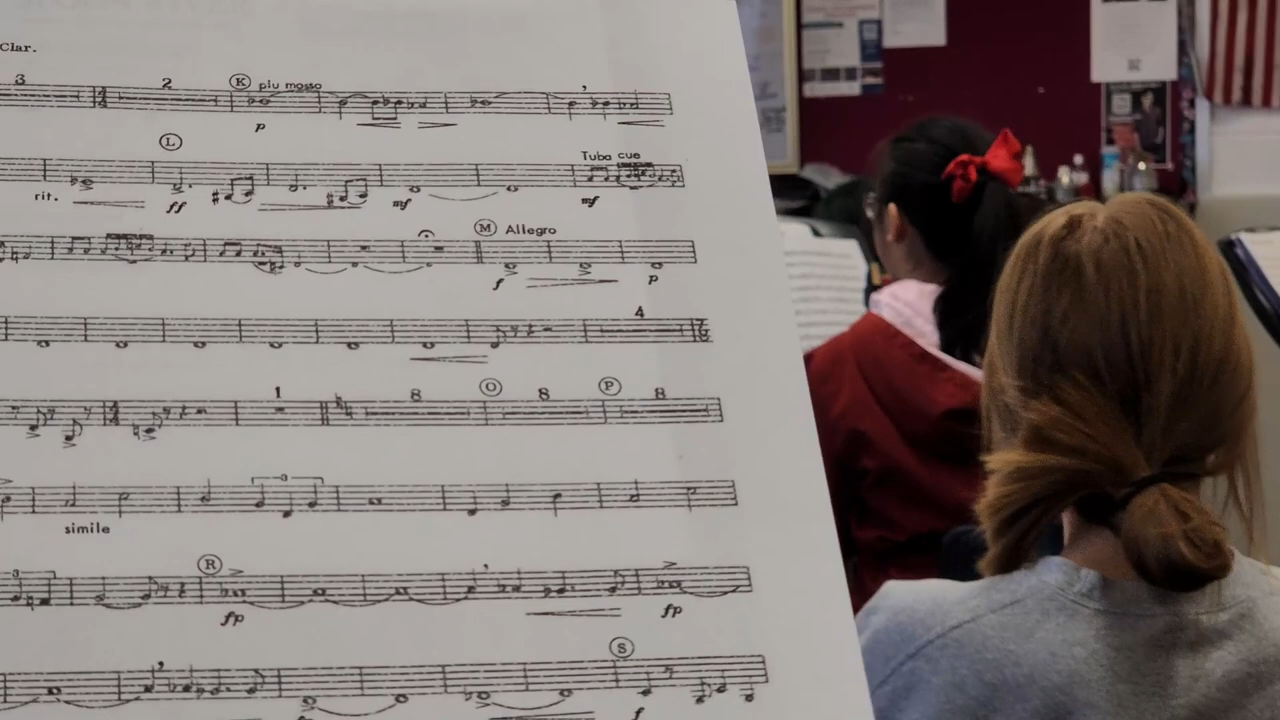 Clar.
3 2 K piu mosso
p
L Tuba cue
rit. ff mf mf
M Allegro
f p
4
1 8 O 8 P 8
3
simile
3 R
fp fp
S
f